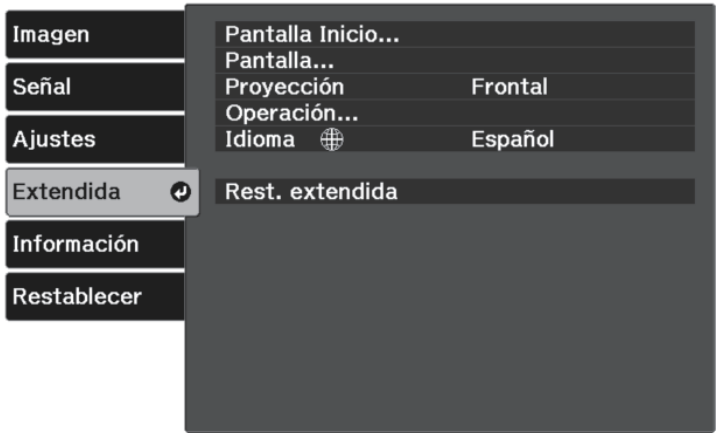 Imagen
Señal
Ajustes
Extendida
Información
Restablecer
Pantalla Inicio...
Pantalla...
Proyección Frontal
Operación...
Idioma Español
Rest. extendida